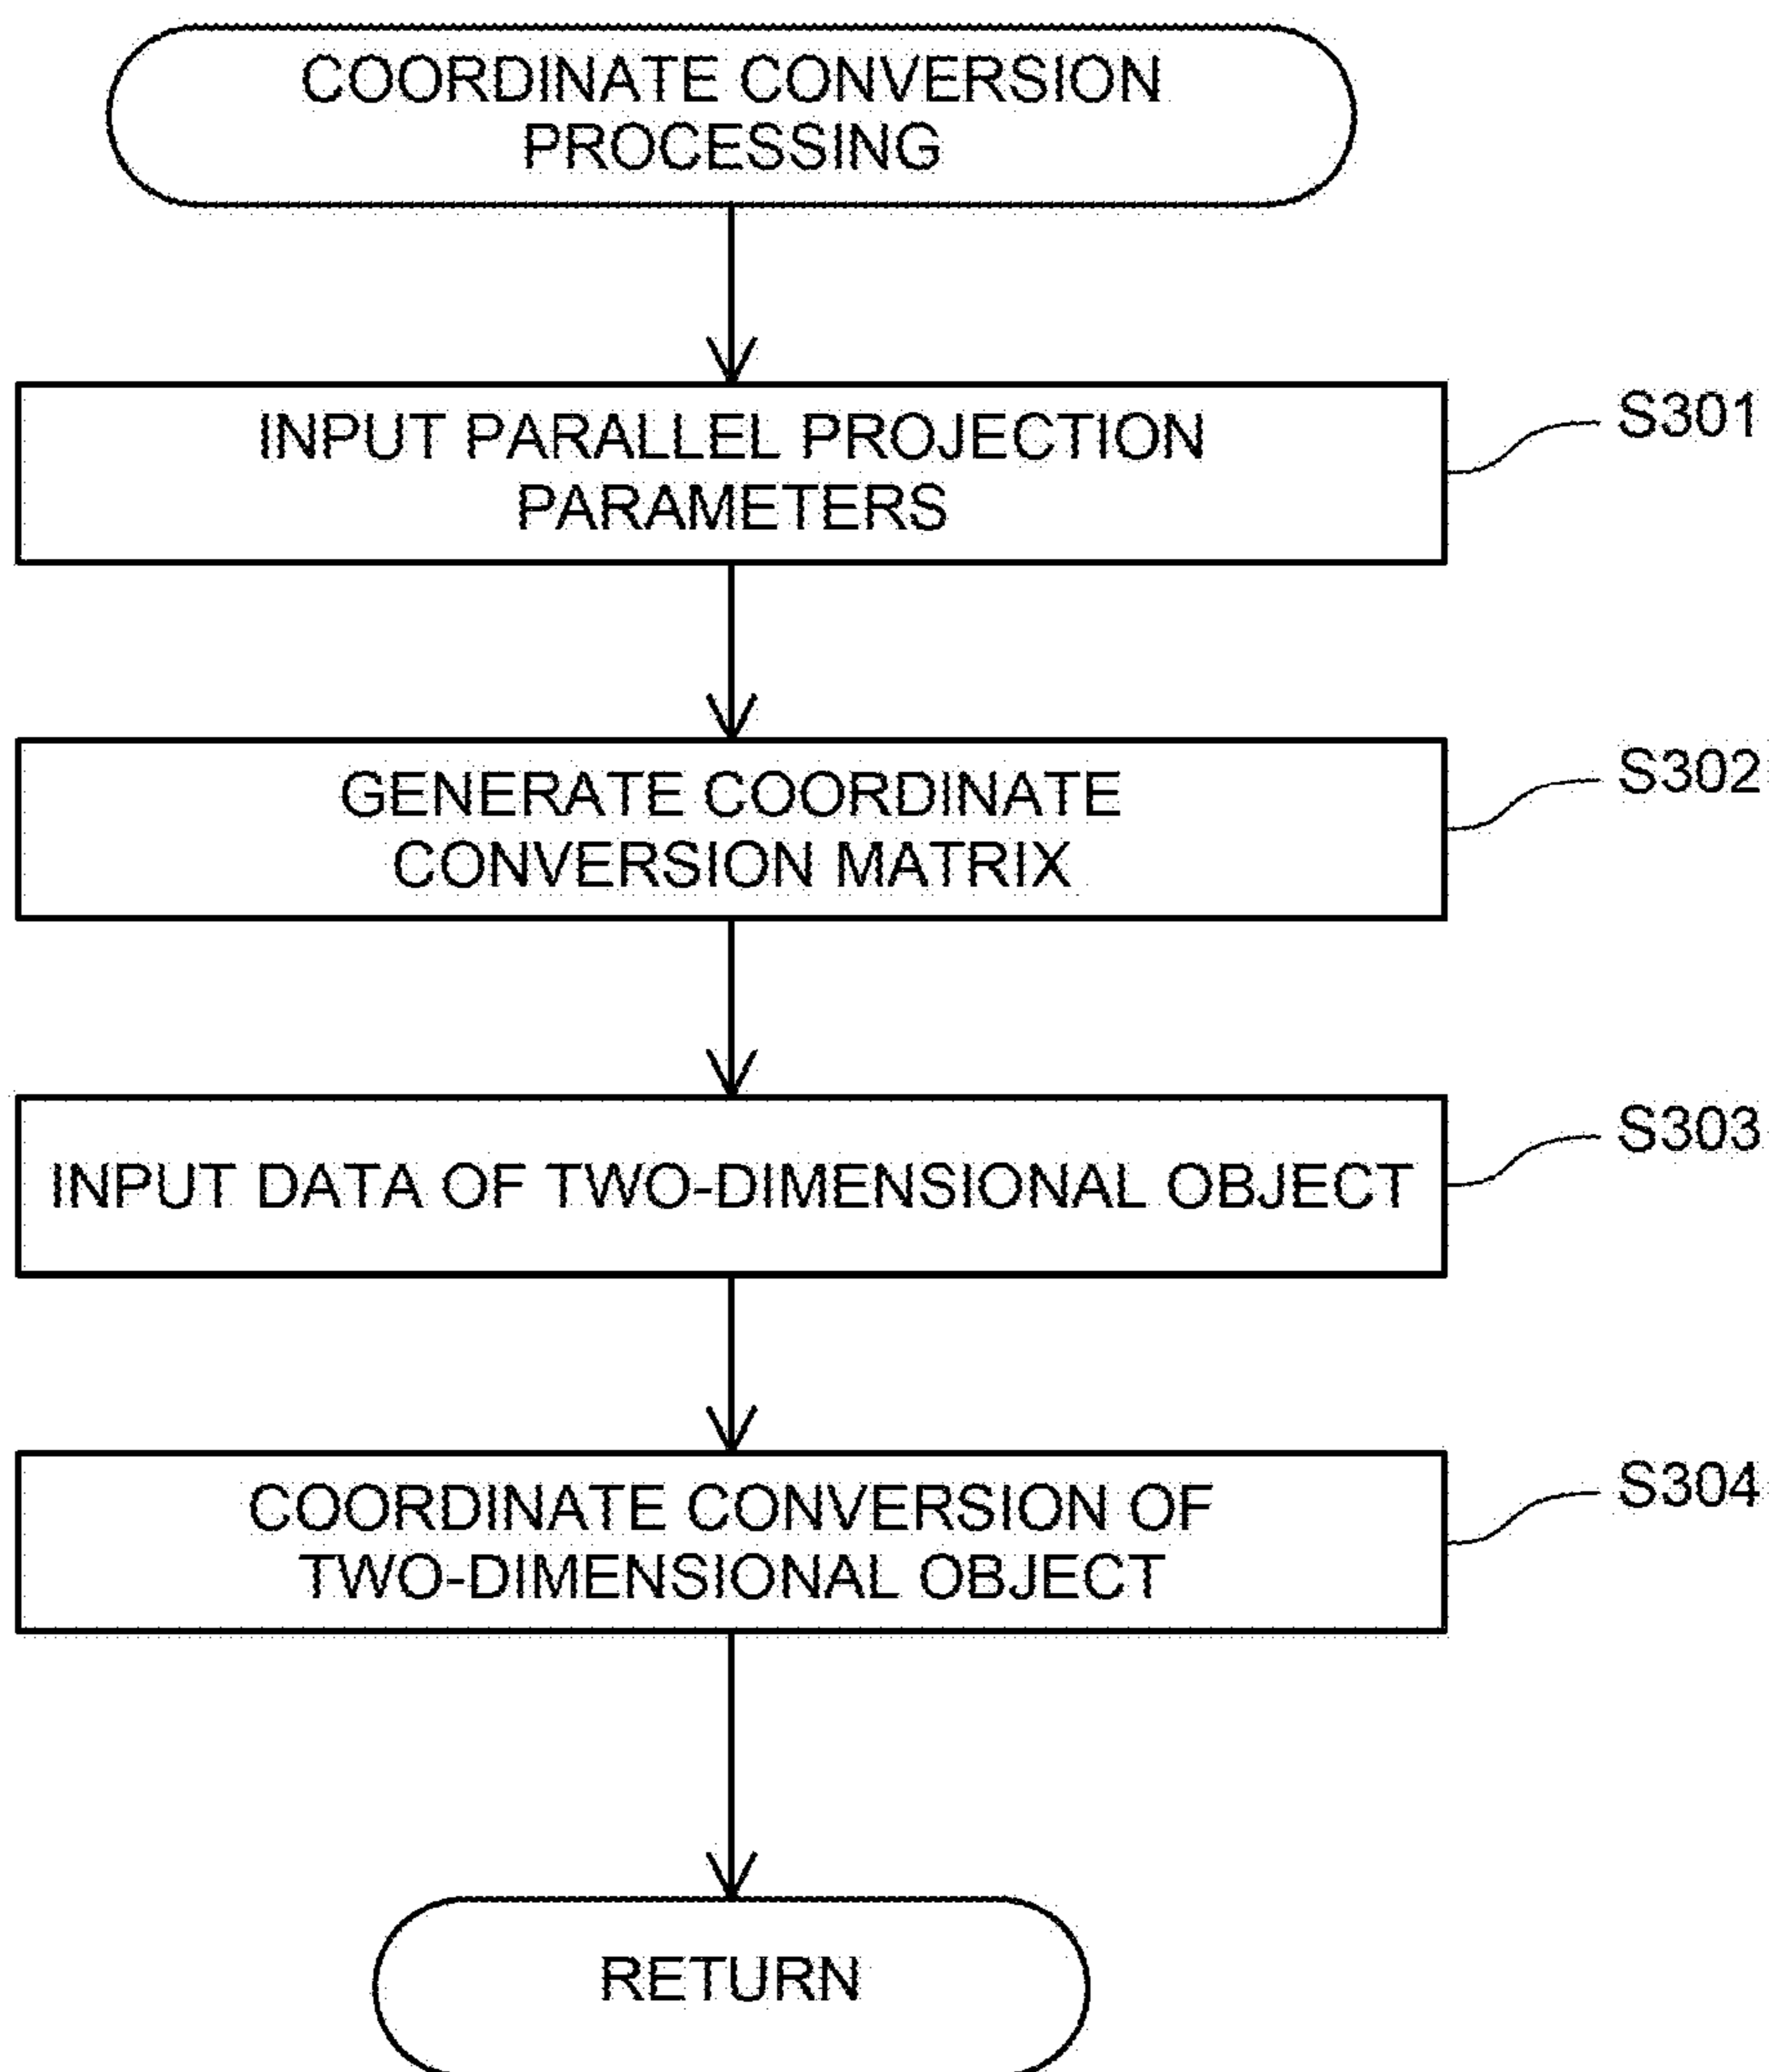 COORDINATE CONVERSION
PROCESSING
INPUT PARALLEL PROJECTION
PARAMETERS
S301
GENERATE COORDINATE
CONVERSION MATRIX
S302
INPUT DATA OF TWO-DIMENSIONAL OBJECT
S303
COORDINATE CONVERSION OF
TWO-DIMENSIONAL OBJECT
S304
RETURN